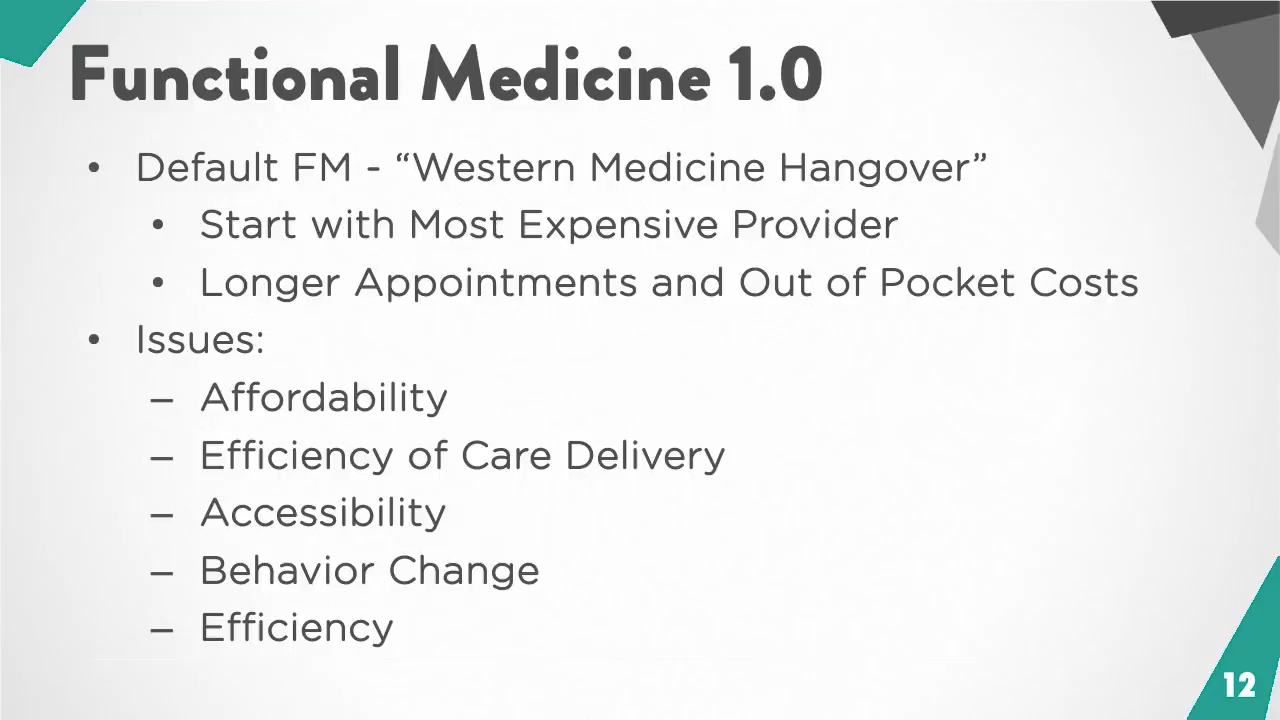 Functional Medicine 1.0
• Default FM - “Western Medicine Hangover”
• Start with Most Expensive Provider
• Longer Appointments and Out of Pocket Costs
• Issues:
– Affordability
– Efficiency of Care Delivery
– Accessibility
– Behavior Change
– Efficiency
12